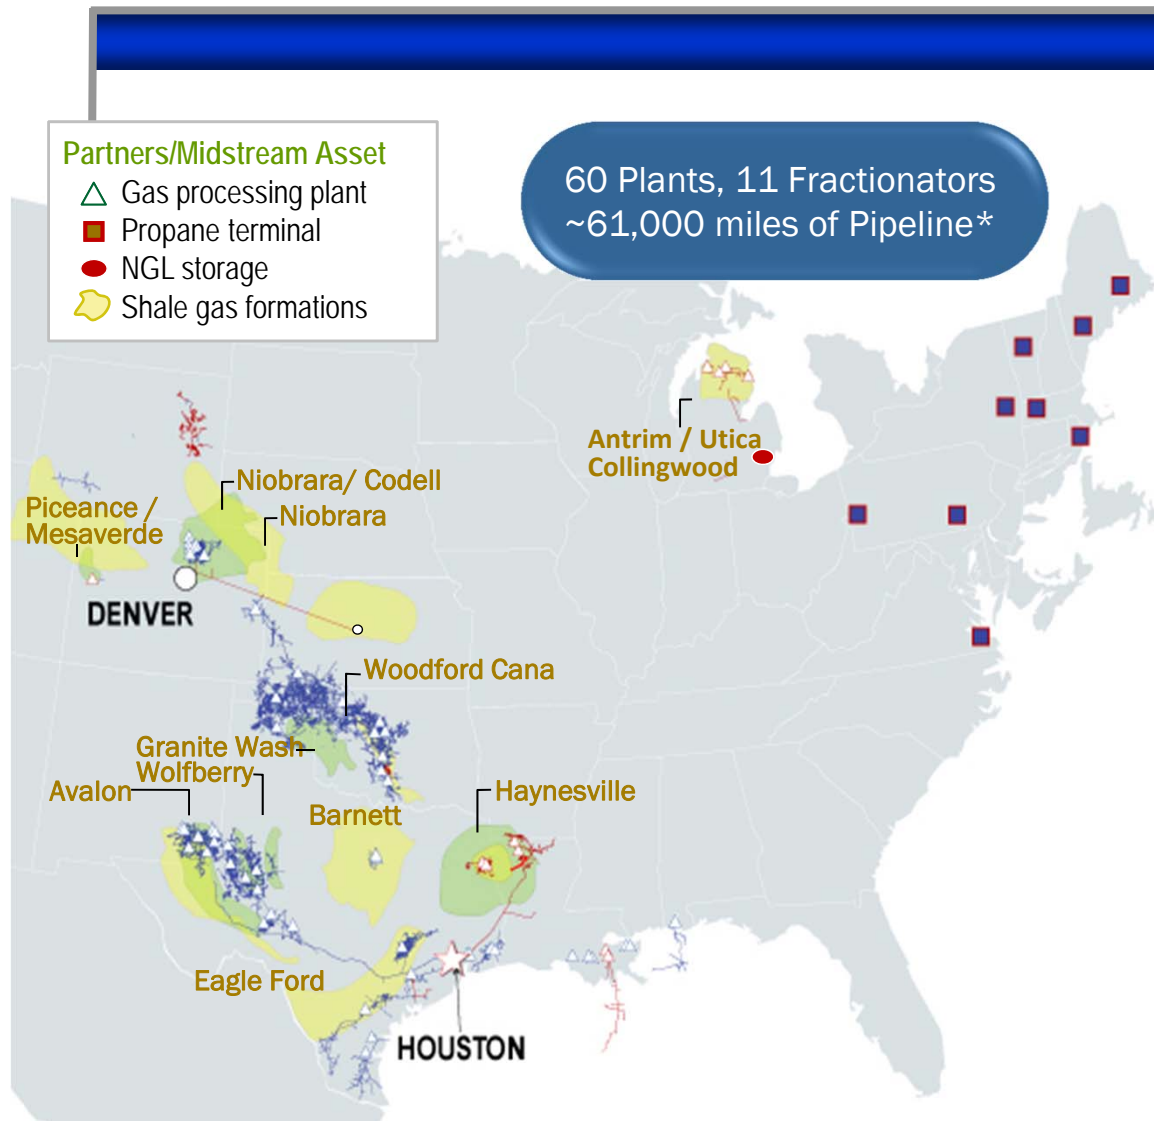 Partners/Midstream Asset
Gas processing plant
Propane terminal
NGL storage
Shale gas formations
60 Plants, 11 Fractionators
~61,000 miles of Pipeline*
Antrim / Utica
Collingwood
Niobrara/ Codell
Niobrara
Piceance /
Mesaverde
DENVER
Woodford Cana
Granite Wash
Wolfberry
Avalon
Barnett
Haynesville
Eagle Ford
HOUSTON